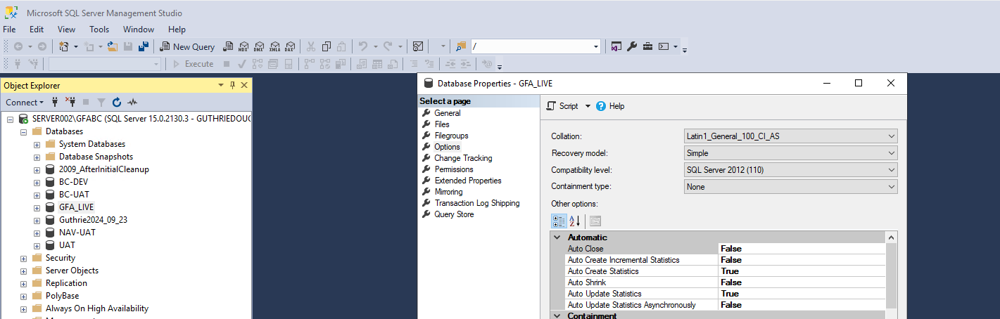 Microsoft SQL Server Management Studio
File Edit View Tools Window Help
New Query MDX DMX XMLA DAX /
Execute
Object Explorer
Connect
SERVER002\GFABC (SQL Server 15.0.2130.3 - GUTHRIEDOUG
Databases
System Databases
Database Snapshots
2009_AfterInitialCleanup
BC-DEV
BC-UAT
GFA_LIVE
Guthrie2024_09_23
NAV-UAT
UAT
Security
Server Objects
Replication
PolyBase
Always On High Availability
Database Properties - GFA_LIVE
Select a page
General
Files
Filegroups
Options
Change Tracking
Permissions
Extended Properties
Mirroring
Transaction Log Shipping
Query Store
Script Help
Collation: Latin1_General_100_CI_AS
Recovery model: Simple
Compatibility level: SQL Server 2012 (110)
Containment type: None
Other options:
A Z
Automatic
Auto Close False
Auto Create Incremental Statistics False
Auto Create Statistics True
Auto Shrink False
Auto Update Statistics True
Auto Update Statistics Asynchronously False
Containment